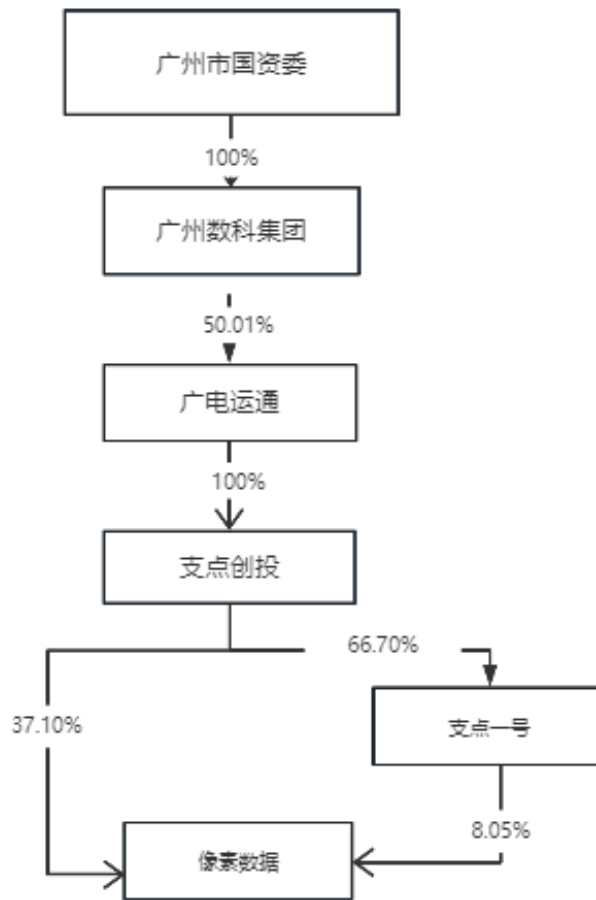 广州市国资委
100%
广州数科集团
50.01%
广电运通
100%
支点创投
66.70%
37.10%
支点一号
8.05%
像素数据